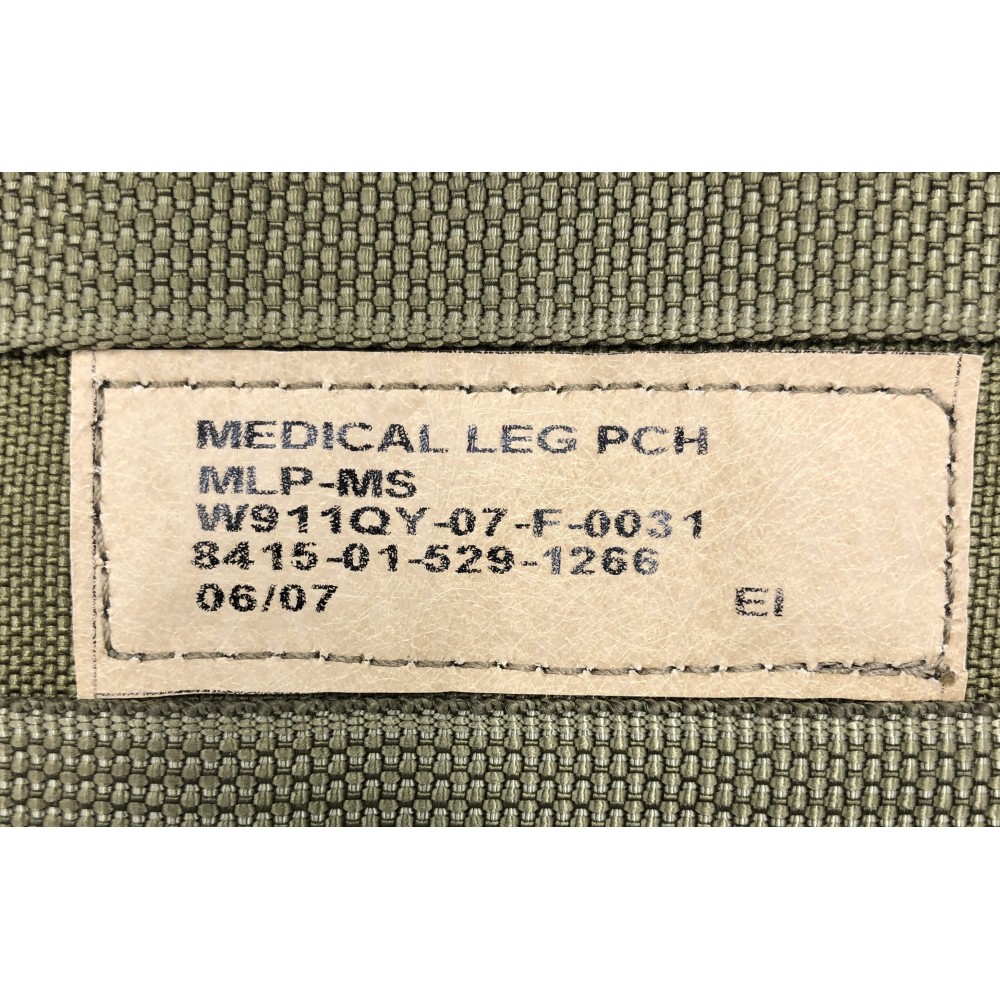 MEDICAL LEG PCH
MLP-MS
W911QY-07-F-0031
8415-01-529-1266
06/07 EI